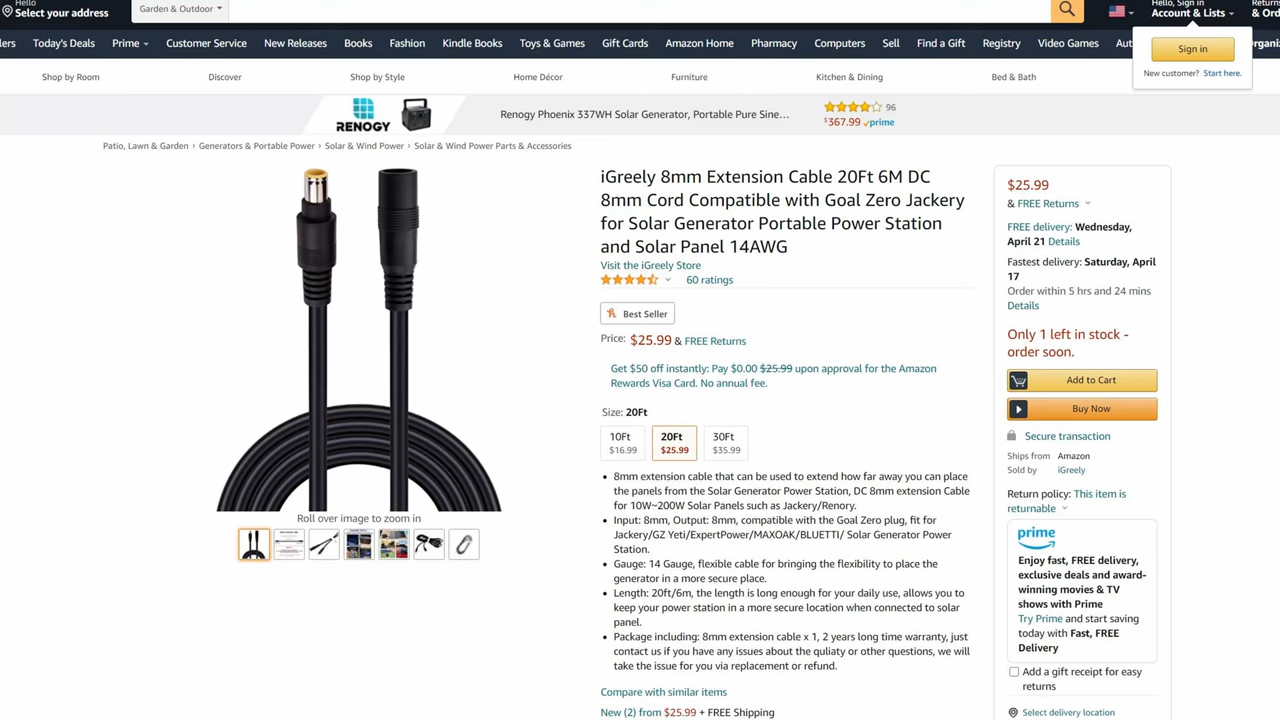 Hello
Select your address
Garden & Outdoor
Hello, Sign in
Account & Lists
Returns
& Ord
lers
Today's Deals
Prime
Customer Service
New Releases
Books
Fashion
Kindle Books
Toys & Games
Gift Cards
Amazon Home
Pharmacy
Computers
Sell
Find a Gift
Registry
Video Games
Aut
rganiz
Sign in
New customer? Start here.
Shop by Room
Discover
Shop by Style
Home Décor
Furniture
Kitchen & Dining
Bed & Bath
RENOGY
Renogy Phoenix 337WH Solar Generator, Portable Pure Sine…
96
$367.99 prime
Patio, Lawn & Garden › Generators & Portable Power › Solar & Wind Power › Solar & Wind Power Parts & Accessories
iGreely 8mm Extension Cable 20Ft 6M DC
8mm Cord Compatible with Goal Zero Jackery
for Solar Generator Portable Power Station
and Solar Panel 14AWG
Visit the iGreely Store
60 ratings
Best Seller
Price: $25.99 & FREE Returns
Get $50 off instantly: Pay $0.00 $25.99 upon approval for the Amazon
Rewards Visa Card. No annual fee.
Size: 20Ft
10Ft
$16.99
20Ft
$25.99
30Ft
$35.99
• 8mm extension cable that can be used to extend how far away you can place
the panels from the Solar Generator Power Station, DC 8mm extension Cable
for 10W~200W Solar Panels such as Jackery/Renory.
• Input: 8mm, Output: 8mm, compatible with the Goal Zero plug, fit for
Jackery/GZ Yeti/ExpertPower/MAXOAK/BLUETTI/ Solar Generator Power
Station.
• Gauge: 14 Gauge, flexible cable for bringing the flexibility to place the
generator in a more secure place.
• Length: 20ft/6m, the length is long enough for your daily use, allows you to
keep your power station in a more secure location when connected to solar
panel.
• Package including: 8mm extension cable x 1, 2 years long time warranty, just
contact us if you have any issues about the quliaty or other questions, we will
take the issue for you via replacement or refund.
Compare with similar items
New (2) from $25.99 + FREE Shipping
Roll over image to zoom in
$25.99
& FREE Returns
FREE delivery: Wednesday,
April 21 Details
Fastest delivery: Saturday, April
17
Order within 5 hrs and 24 mins
Details
Only 1 left in stock -
order soon.
Add to Cart
Buy Now
Secure transaction
Ships from Amazon
Sold by iGreely
Return policy: This item is
returnable
prime
Enjoy fast, FREE delivery,
exclusive deals and award-
winning movies & TV
shows with Prime
Try Prime and start saving
today with Fast, FREE
Delivery
Add a gift receipt for easy
returns
Select delivery location